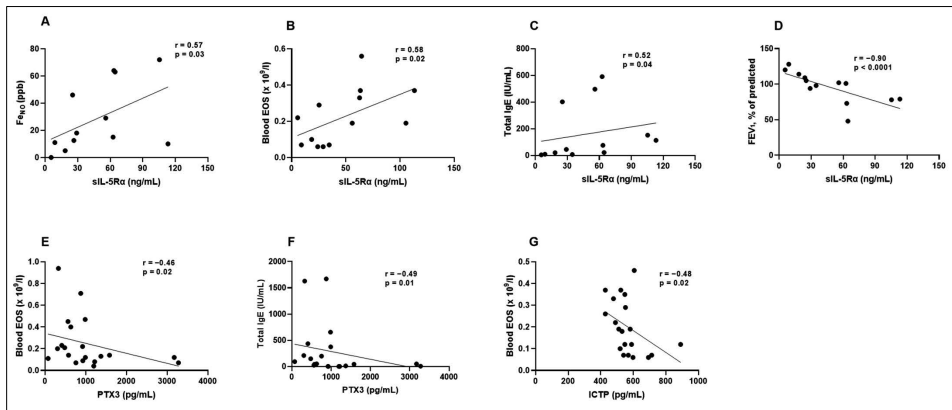 A
r = 0.57
p = 0.03
80
60
40
20
0
FeNO
(ppb)
0 30 60 90 120 150
sIL-5Rα (ng/mL)
B
r = 0.58
p = 0.02
0.6
0.4
0.2
0.0
Blood EOS (x 10⁹/l)
0 30 60 90 120 150
sIL-5Rα (ng/mL)
C
r = 0.52
p = 0.04
800
600
400
200
0
Total IgE (IU/mL)
0 30 60 90 120 150
sIL-5Rα (ng/mL)
D
r = −0.90
p < 0.0001
150
100
50
0
FEV₁, % of predicted
0 30 60 90 120 150
sIL-5Rα (ng/mL)
E
r = −0.46
p = 0.02
1.0
0.8
0.6
0.4
0.2
0.0
Blood EOS (x 10⁹/l)
0 1000 2000 3000 4000
PTX3 (pg/mL)
F
r = −0.49
p = 0.01
2000
1500
1000
500
0
Total IgE (IU/mL)
0 1000 2000 3000 4000
PTX3 (pg/mL)
G
r = −0.48
p = 0.02
0.5
0.4
0.3
0.2
0.1
0.0
Blood EOS (x 10⁹/l)
0 200 400 600 800 1000
ICTP (pg/mL)